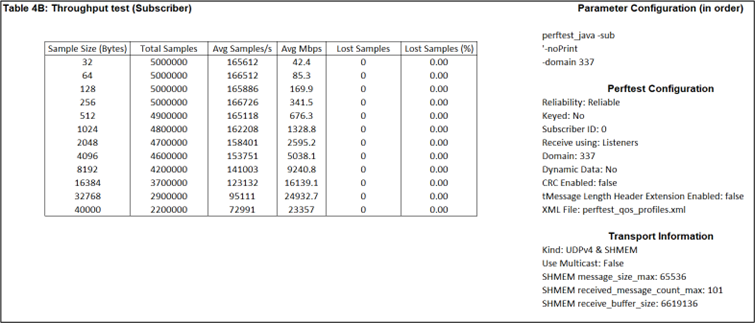 Table 4B: Throughput test (Subscriber)
Sample Size (Bytes) Total Samples Avg Samples/s Avg Mbps Lost Samples Lost Samples (%)
32 5000000 165612 42.4 0 0.00
64 5000000 166512 85.3 0 0.00
128 5000000 165886 169.9 0 0.00
256 5000000 166726 341.5 0 0.00
512 4900000 165118 676.3 0 0.00
1024 4800000 162208 1328.8 0 0.00
2048 4700000 158401 2595.2 0 0.00
4096 4600000 153751 5038.1 0 0.00
8192 4200000 141003 9240.8 0 0.00
16384 3700000 123132 16139.1 0 0.00
32768 2900000 95111 24932.7 0 0.00
40000 2200000 72991 23357 0 0.00
Parameter Configuration (in order)
perftest_java -sub
'-noPrint
-domain 337
Perftest Configuration
Reliability: Reliable
Keyed: No
Subscriber ID: 0
Receive using: Listeners
Domain: 337
Dynamic Data: No
CRC Enabled: false
tMessage Length Header Extension Enabled: false
XML File: perftest_qos_profiles.xml
Transport Information
Kind: UDPv4 & SHMEM
Use Multicast: False
SHMEM message_size_max: 65536
SHMEM received_message_count_max: 101
SHMEM receive_buffer_size: 6619136